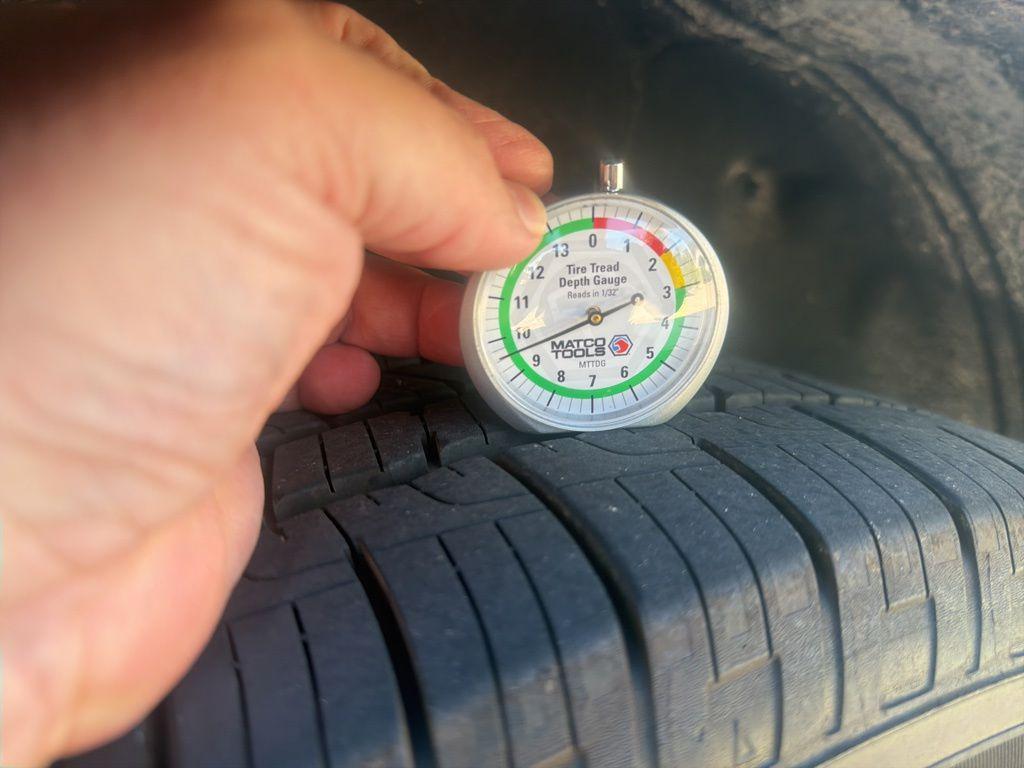 0
1
2
3
4
5
6
7
8
9
10
11
12
13
Tire Tread
Depth Gauge
Reads in 1/32"
MATCO
TOOLS
MTTDG